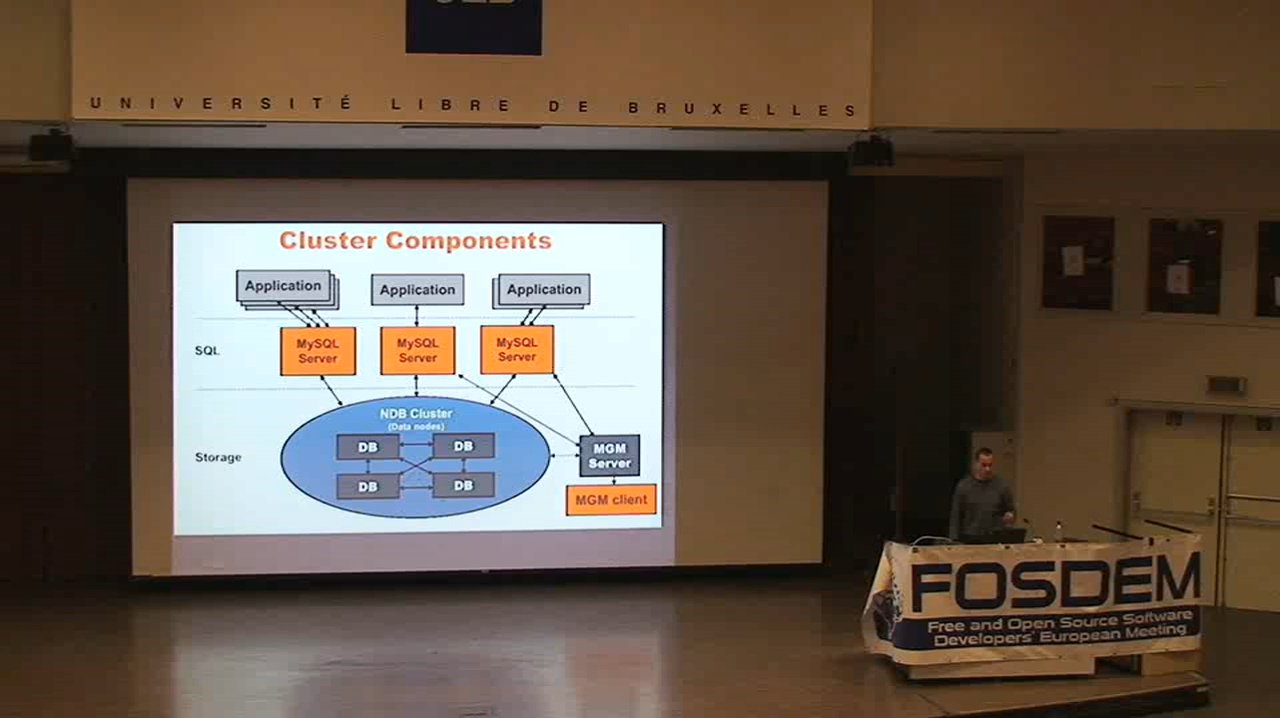 UNIVERSITÉ LIBRE DE BRUXELLES
Cluster Components
Application
Application
Application
SQL
MySQL
Server
MySQL
Server
MySQL
Server
NDB Cluster
(Data nodes)
DB
DB
Storage
DB
DB
MGM
Server
MGM client
FOSDEM
Free and Open Source Software
Developers' European Meeting